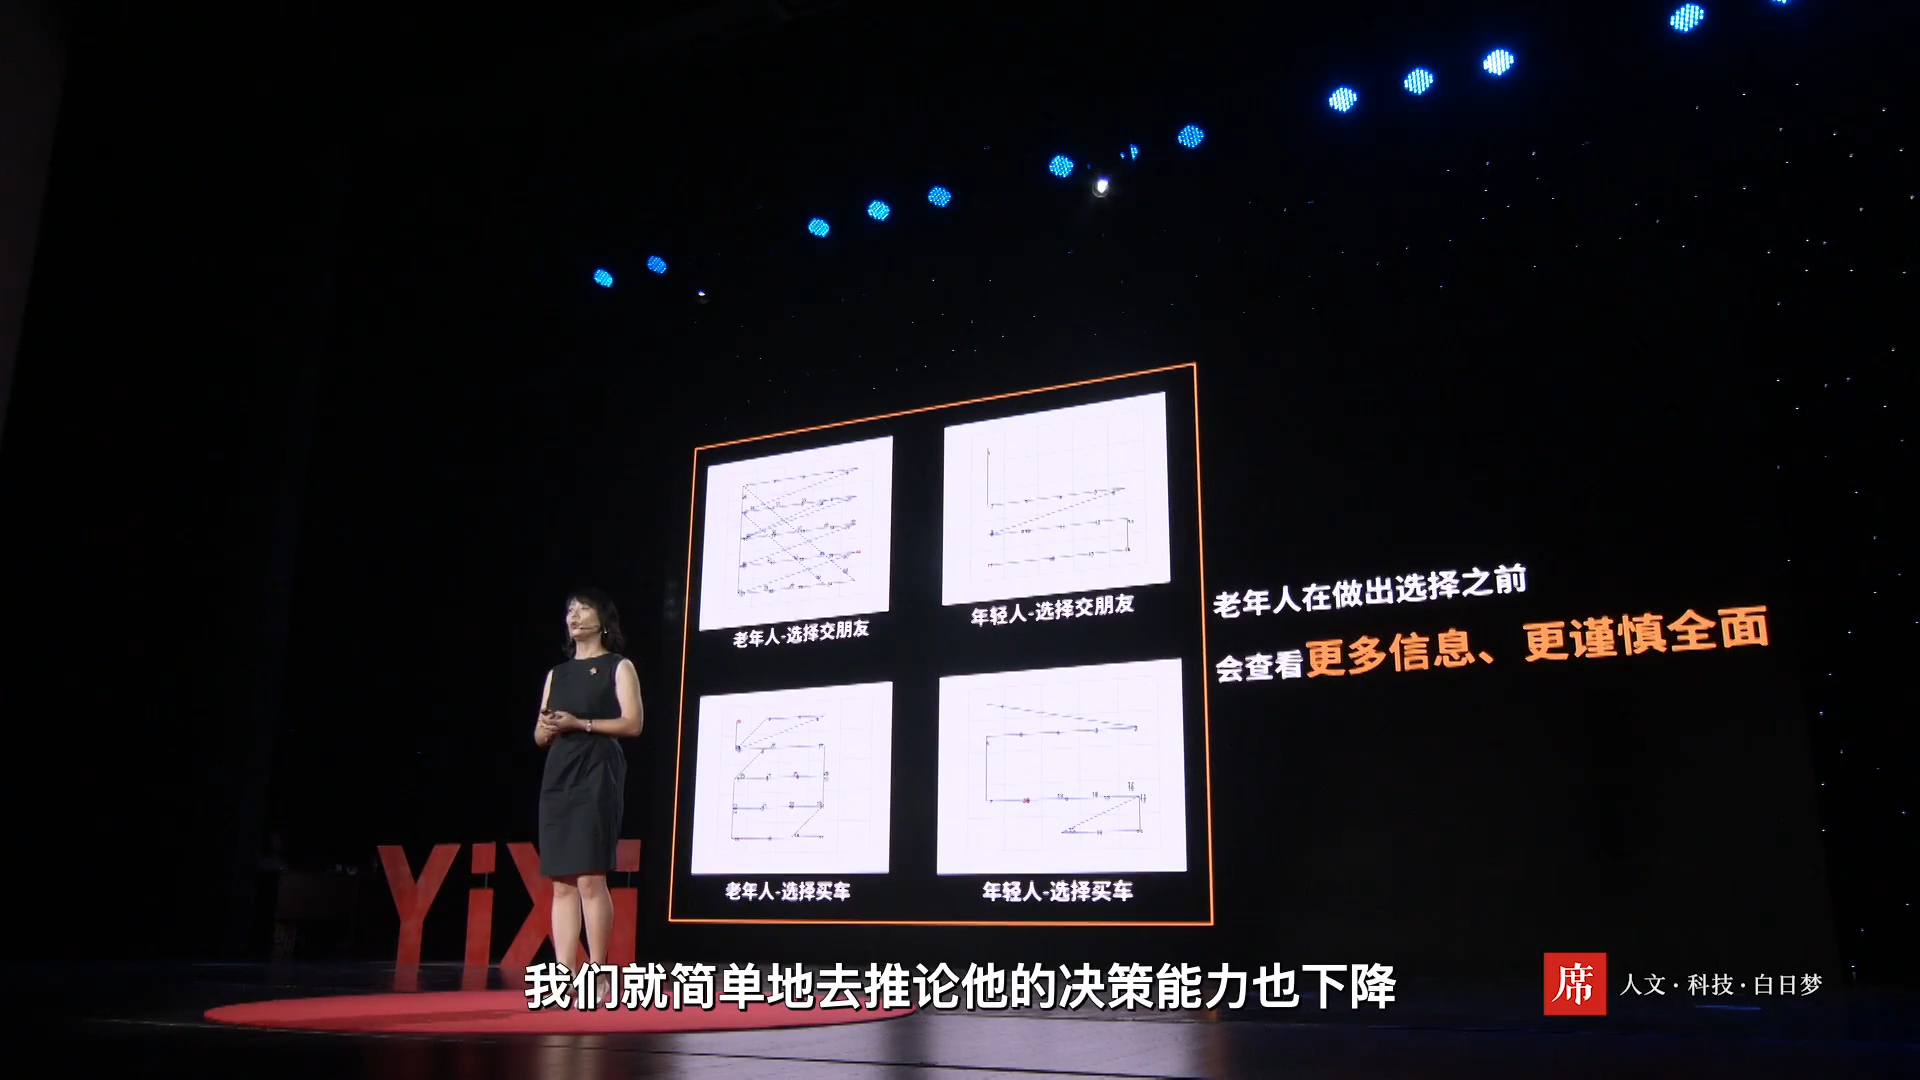 老年人-选择交朋友
年轻人-选择交朋友
老年人-选择买车
年轻人-选择买车
老年人在做出选择之前
会查看更多信息、更谨慎全面
YiXi
我们就简单地去推论他的决策能力也下降
席
人文·科技·白日梦